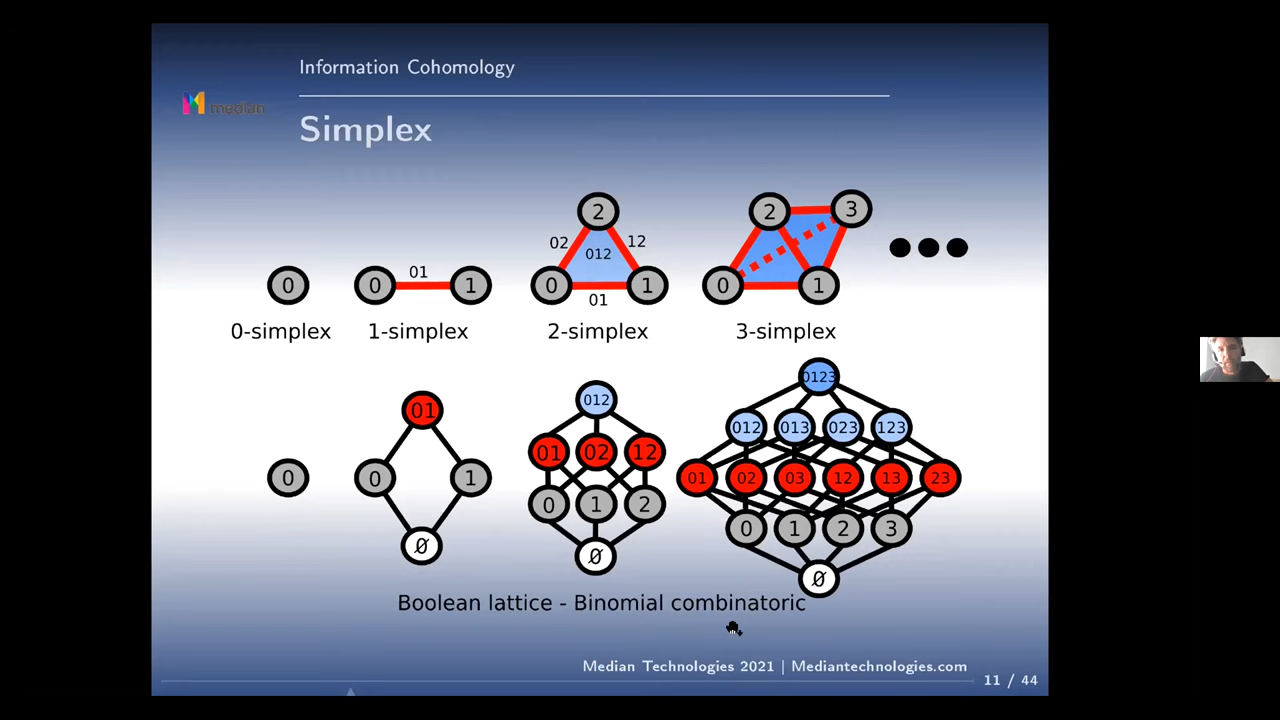 Information Cohomology
median
Simplex
2 2 3
02 12
012
01
0 0 1 0 1 0 1
01
0-simplex 1-simplex 2-simplex 3-simplex
0123
01 012 012 013 023 123
01 02 12
0 0 1 01 02 03 12 13 23
0 1 2 0 1 2 3
Ø Ø Ø
Boolean lattice - Binomial combinatoric
Median Technologies 2021 | Mediantechnologies.com
11 / 44